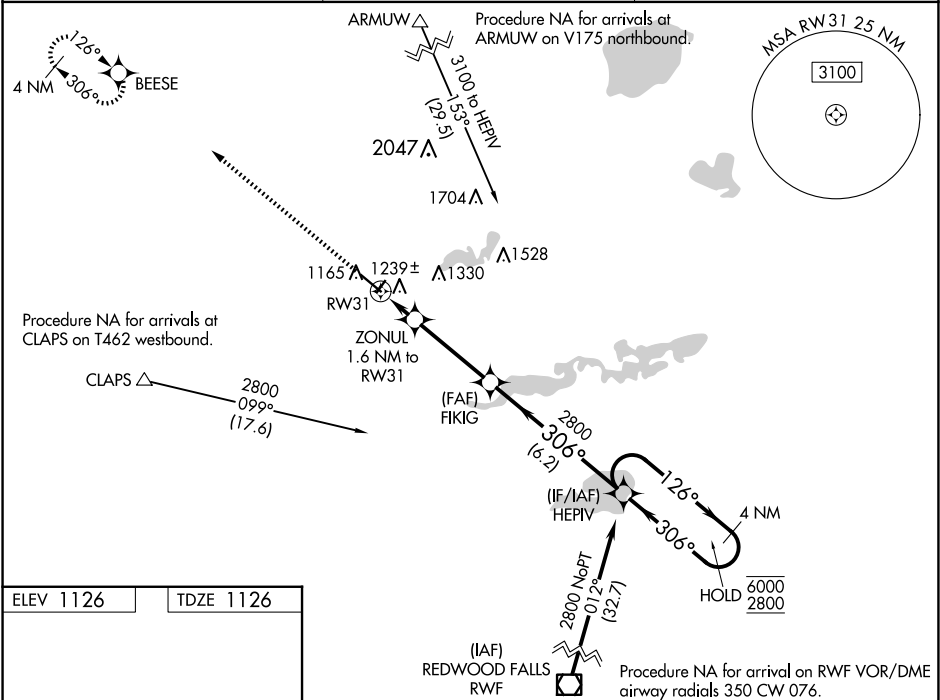 ARMUW
Procedure NA for arrivals at
ARMUW on V175 northbound.
MSA RW31 25 NM
3100
126°
306°
4 NM
BEESE
3100 to HEPIV
153°
(29.5)
2047
1704
1528
1330
1239±
1165
RW31
Procedure NA for arrivals at
CLAPS on T462 westbound.
ZONUL
1.6 NM to
RW31
CLAPS
2800
099°
(17.6)
(FAF)
FIKIG
2800
306°
(6.2)
(IF/IAF)
HEPIV
126°
306°
4 NM
HOLD
6000
2800
2800 NoPT
012°
(32.7)
ELEV 1126
TDZE 1126
(IAF)
REDWOOD FALLS
RWF
Procedure NA for arrival on RWF VOR/DME
airway radials 350 CW 076.